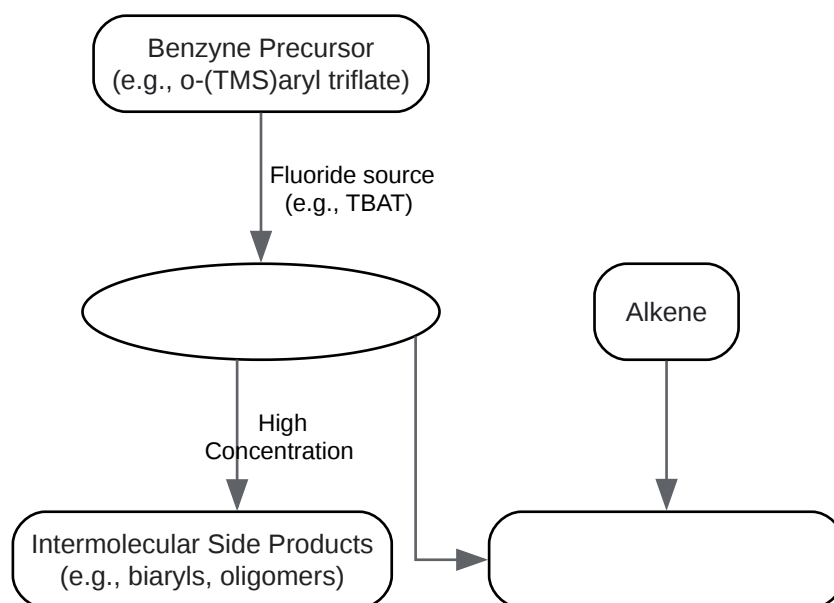 Benzyne Precursor
(e.g., o-(TMS)aryl triflate)
Fluoride source
(e.g., TBAT)
Alkene
High
Concentration
Intermolecular Side Products
(e.g., biaryls, oligomers)